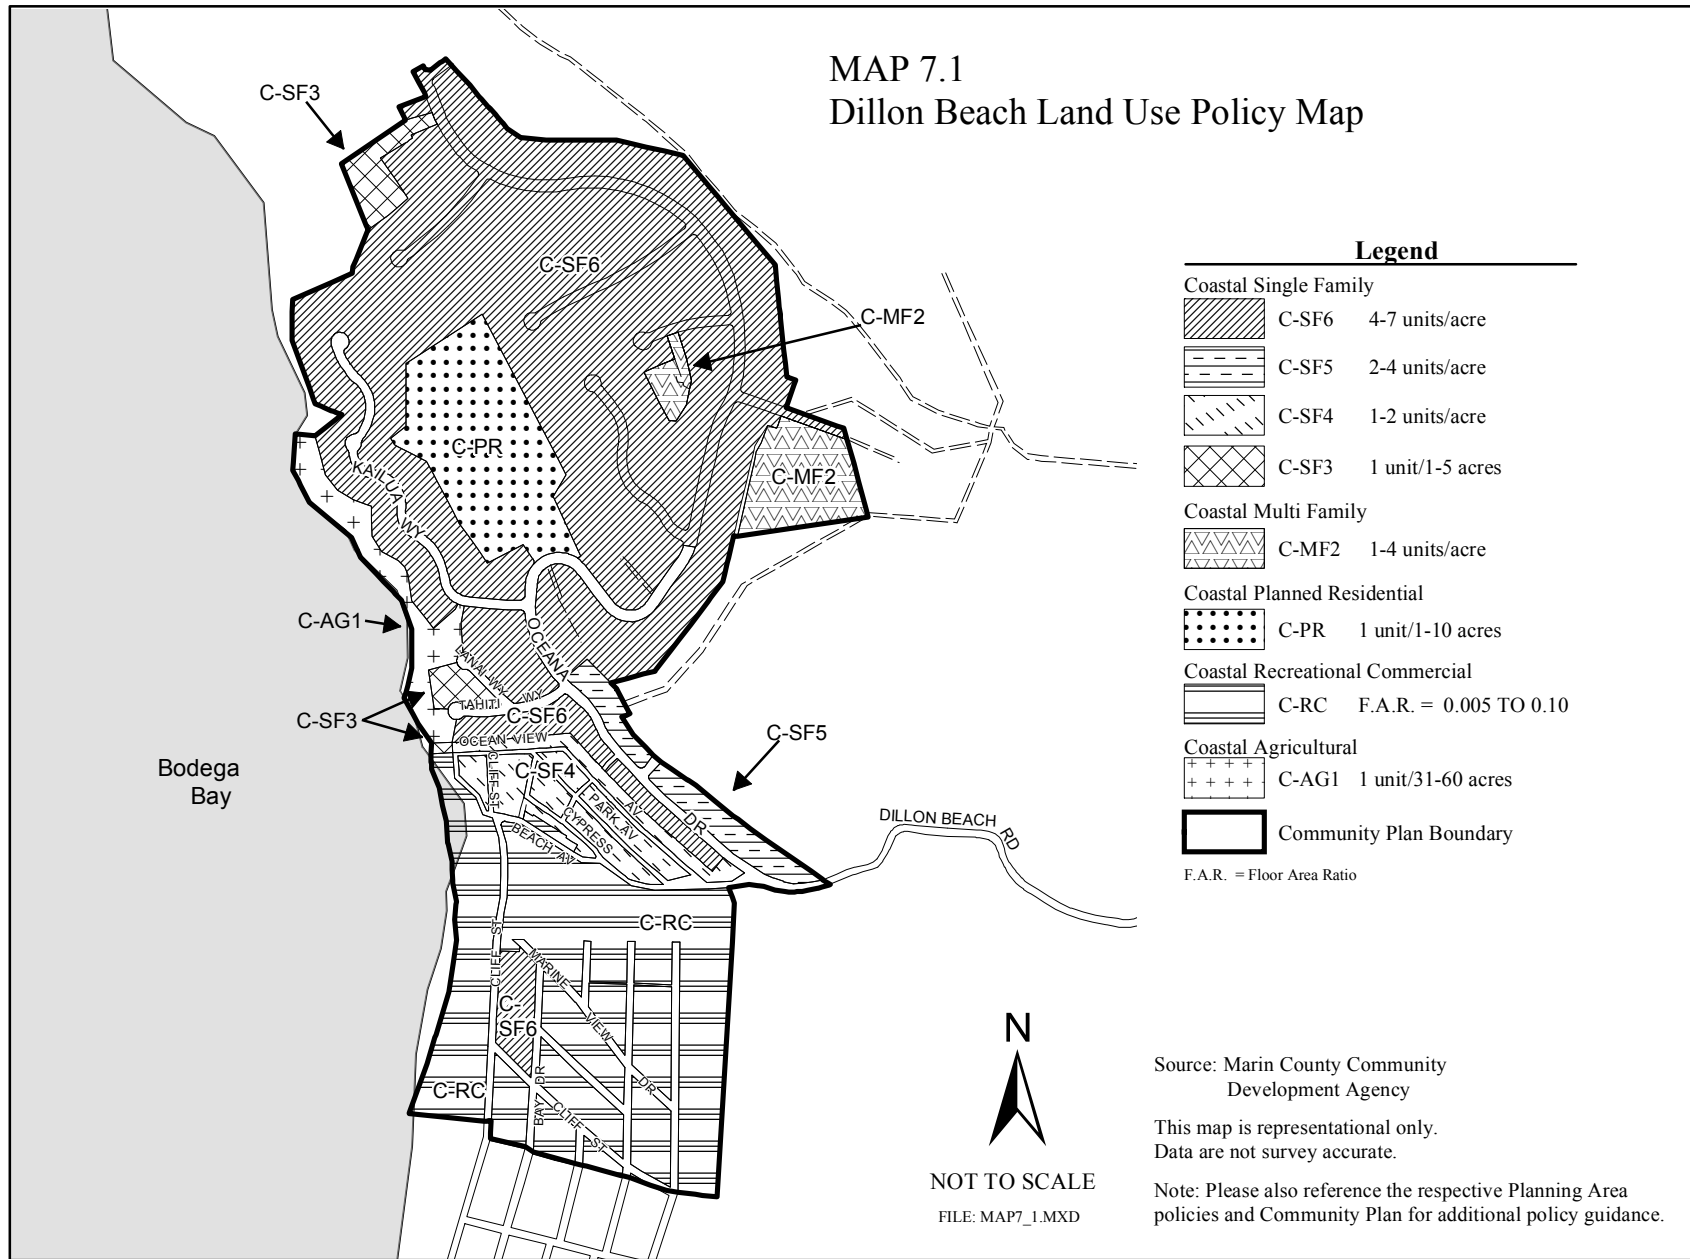 MAP 7.1
Dillon Beach Land Use Policy Map
C-SF3
C-SF6
C-MF2
C-PR
C-MF2
KAILUA WY
C-AG1
OCEANA
LANAI WY
TAHITI WY
C-SF3
C-SF6
OCEAN VIEW AV
C-SF5
C-SF4
CLIFF ST
PARK AV
CYPRESS
DR
BEACH AV
Bodega
Bay
DILLON BEACH RD
C-RC
CLIFF ST
MARINE VIEW DR
C-
SF6
C-RC
BAY DR
CLIFF ST
Legend
Coastal Single Family
C-SF6 4-7 units/acre
C-SF5 2-4 units/acre
C-SF4 1-2 units/acre
C-SF3 1 unit/1-5 acres
Coastal Multi Family
C-MF2 1-4 units/acre
Coastal Planned Residential
C-PR 1 unit/1-10 acres
Coastal Recreational Commercial
C-RC F.A.R. = 0.005 TO 0.10
Coastal Agricultural
C-AG1 1 unit/31-60 acres
Community Plan Boundary
F.A.R. = Floor Area Ratio
N
NOT TO SCALE
FILE: MAP7_1.MXD
Source: Marin County Community
Development Agency
This map is representational only.
Data are not survey accurate.
Note: Please also reference the respective Planning Area
policies and Community Plan for additional policy guidance.